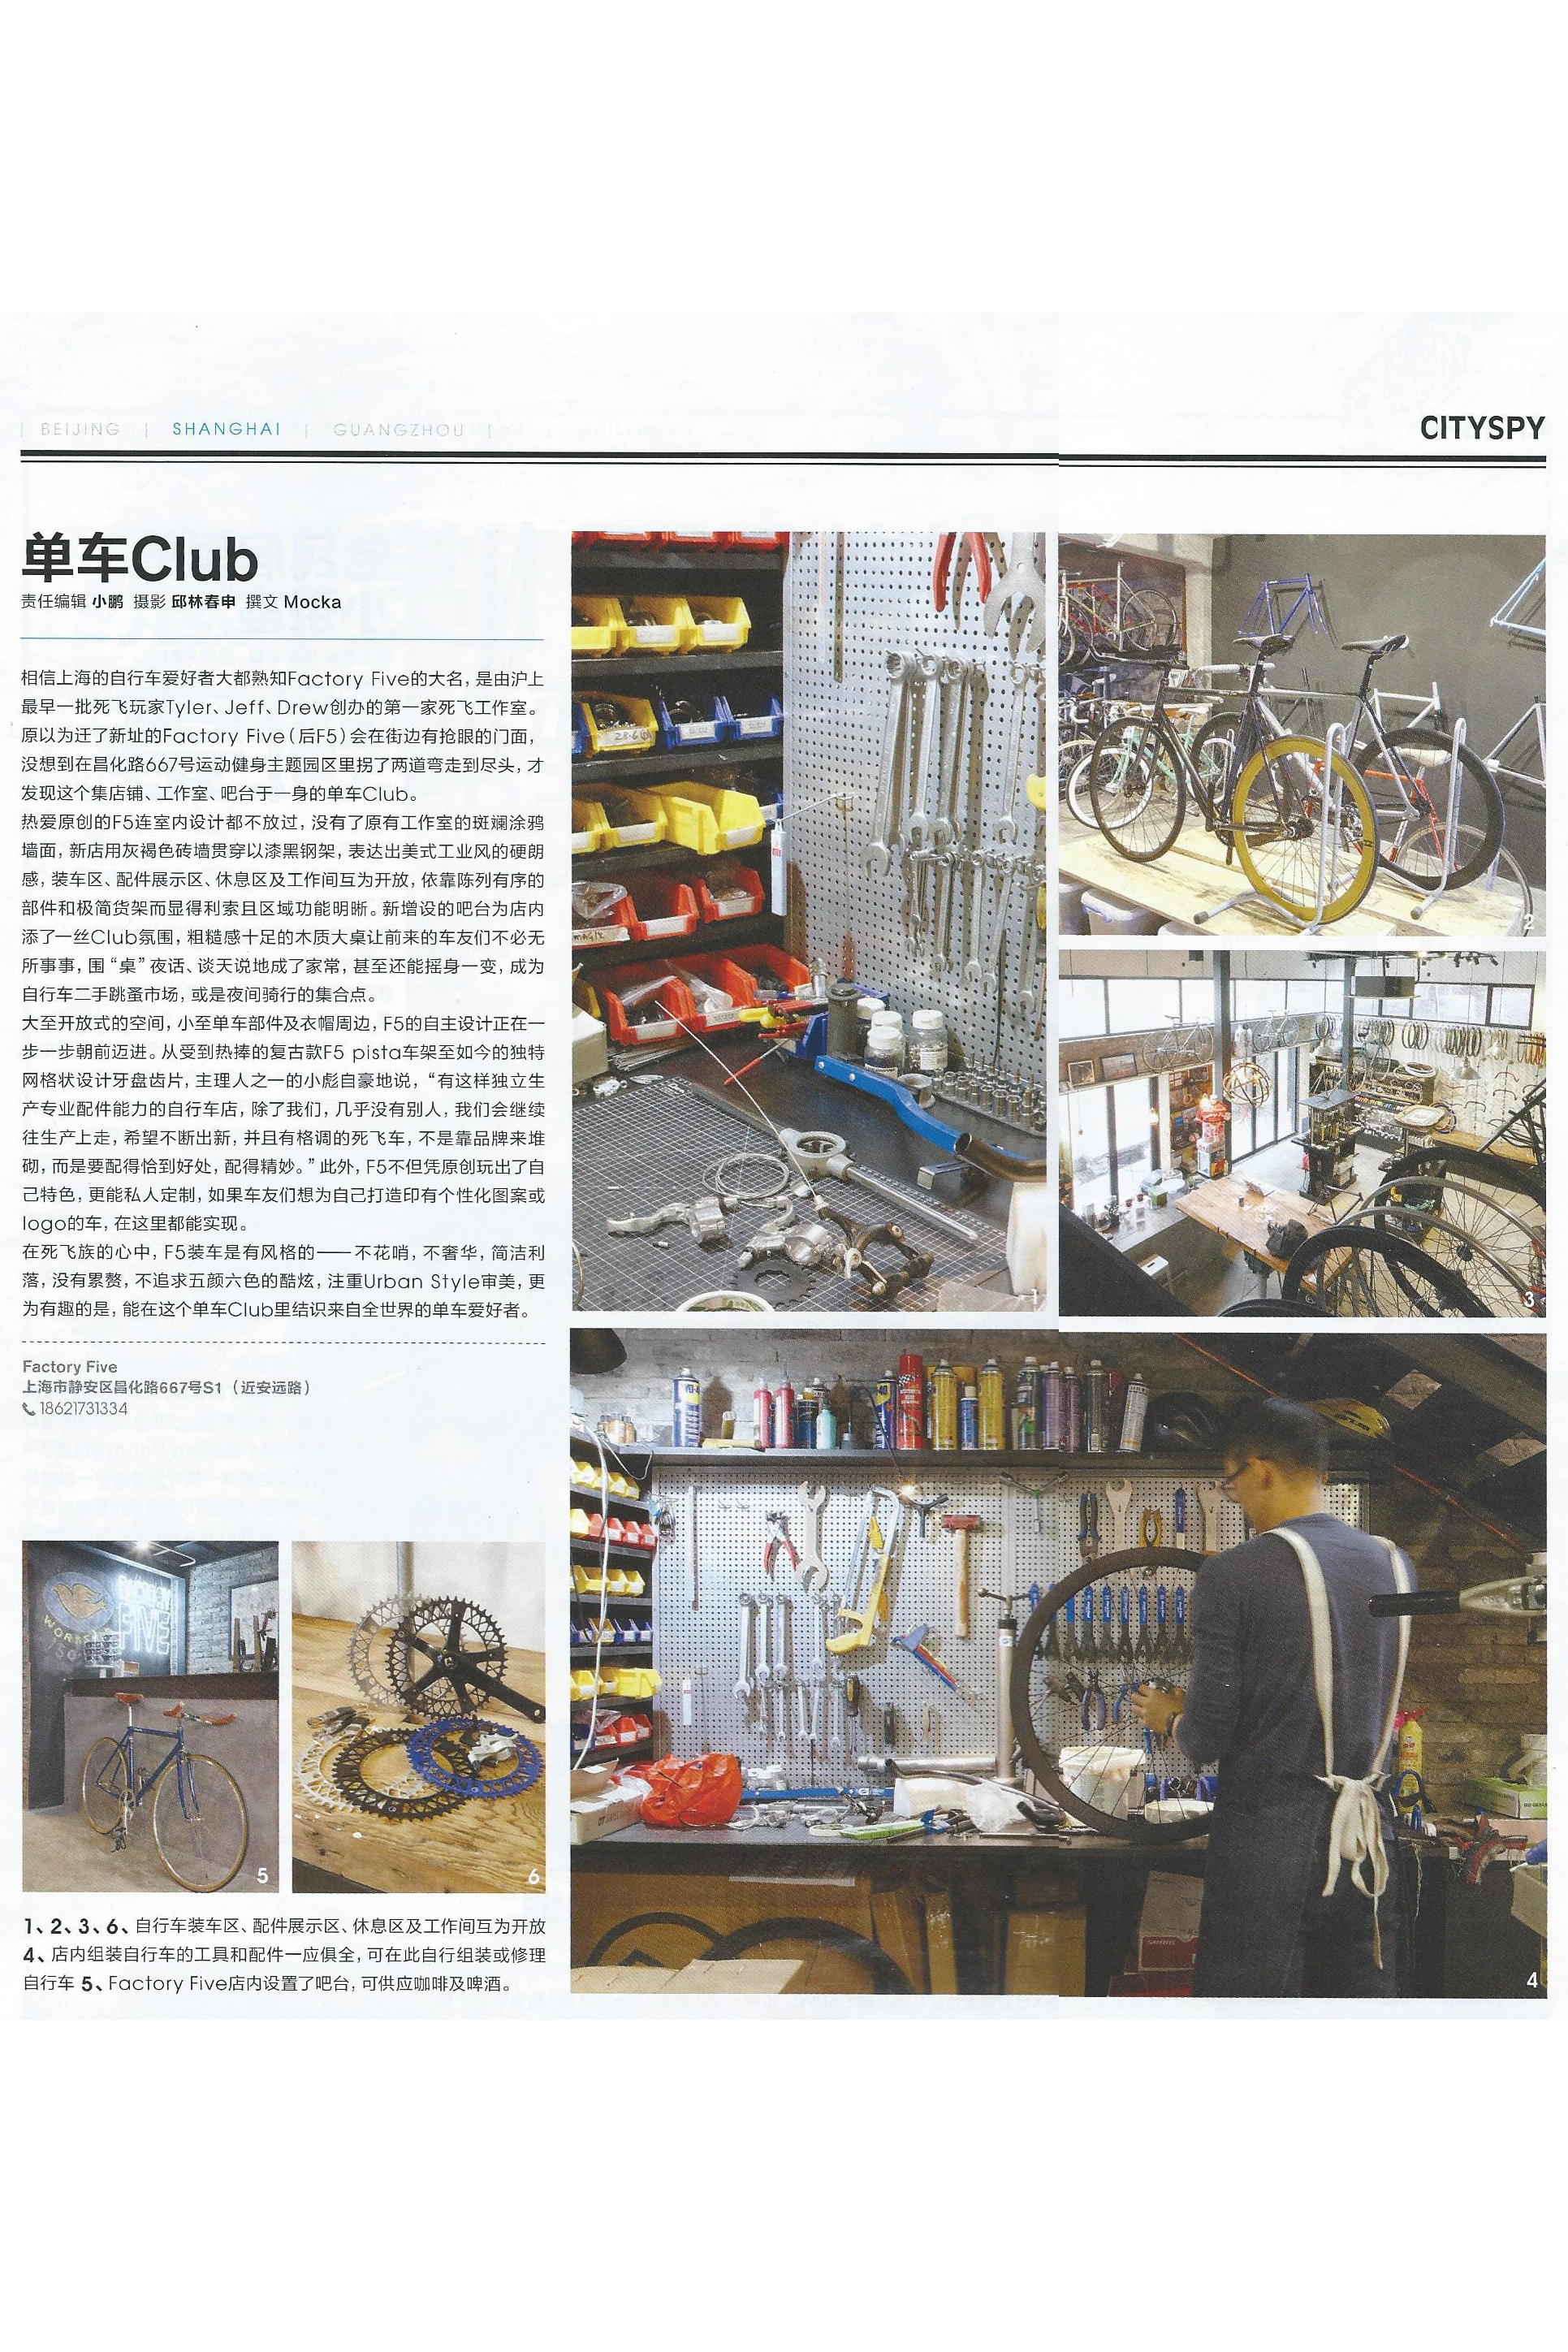 BEIJING | SHANGHAI | GUANGZHOU |
CITYSPY
单车Club
责任编辑 小鹏 摄影 邱林春申 撰文 Mocka
相信上海的自行车爱好者大都熟知Factory Five的大名，是由沪上
最早一批死飞玩家Tyler、Jeff、Drew创办的第一家死飞工作室。
原以为迁了新址的Factory Five（后F5）会在街边有抢眼的门面，
没想到在昌化路667号运动健身主题园区里拐了两道弯走到尽头，才
发现这个集店铺、工作室、吧台于一身的单车Club。
热爱原创的F5连室内设计都不放过，没有了原有工作室的斑斓涂鸦
墙面，新店用灰褐色砖墙贯穿以漆黑钢架，表达出美式工业风的硬朗
感，装车区、配件展示区、休息区及工作间互为开放，依靠陈列有序的
部件和极简货架而显得利索且区域功能明晰。新增设的吧台为店内
添了一丝Club氛围，粗糙感十足的木质大桌让前来的车友们不必无
所事事，围“桌”夜话、谈天说地成了家常，甚至还能摇身一变，成为
自行车二手跳蚤市场，或是夜间骑行的集合点。
大至开放式的空间，小至单车部件及衣帽周边，F5的自主设计正在一
步一步朝前迈进。从受到热捧的复古款F5 pista车架至如今的独特
网格状设计牙盘齿片，主理人之一的小彪自豪地说，“有这样独立生
产专业配件能力的自行车店，除了我们，几乎没有别人，我们会继续
往生产上走，希望不断出新，并且有格调的死飞车，不是靠品牌来堆
砌，而是要配得恰到好处，配得精妙。”此外，F5不但凭原创玩出了自
己特色，更能私人定制，如果车友们想为自己打造印有个性化图案或
logo的车，在这里都能实现。
在死飞族的心中，F5装车是有风格的——不花哨，不奢华，简洁利
落，没有累赘，不追求五颜六色的酷炫，注重Urban Style审美，更
为有趣的是，能在这个单车Club里结识来自全世界的单车爱好者。
Factory Five
上海市静安区昌化路667号S1（近安远路）
18621731334
1
2
3
4
5
6
FIVE
1、2、3、6、自行车装车区、配件展示区、休息区及工作间互为开放
4、店内组装自行车的工具和配件一应俱全，可在此自行组装或修理
自行车 5、Factory Five店内设置了吧台，可供应咖啡及啤酒。